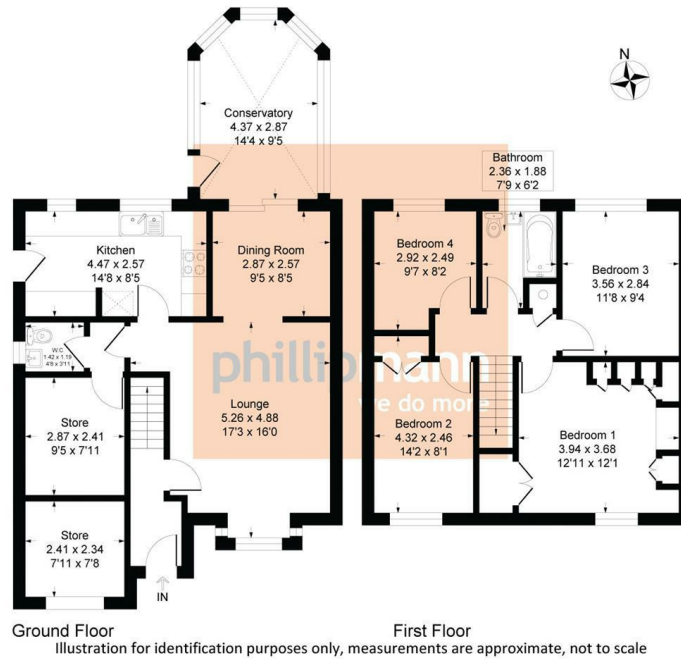 N
Conservatory
4.37 x 2.87
14'4 x 9'5
Bathroom
2.36 x 1.88
7'9 x 6'2
Kitchen
4.47 x 2.57
14'8 x 8'5
Dining Room
2.87 x 2.57
9'5 x 8'5
Bedroom 4
2.92 x 2.49
9'7 x 8'2
Bedroom 3
3.56 x 2.84
11'8 x 9'4
W.C
1.42 x 1.19
4'8 x 3'11
phillipmann
we do more
Store
2.87 x 2.41
9'5 x 7'11
Lounge
5.26 x 4.88
17'3 x 16'0
Bedroom 2
4.32 x 2.46
14'2 x 8'1
Bedroom 1
3.94 x 3.68
12'11 x 12'1
Store
2.41 x 2.34
7'11 x 7'8
IN
Ground Floor
First Floor
Illustration for identification purposes only, measurements are approximate, not to scale